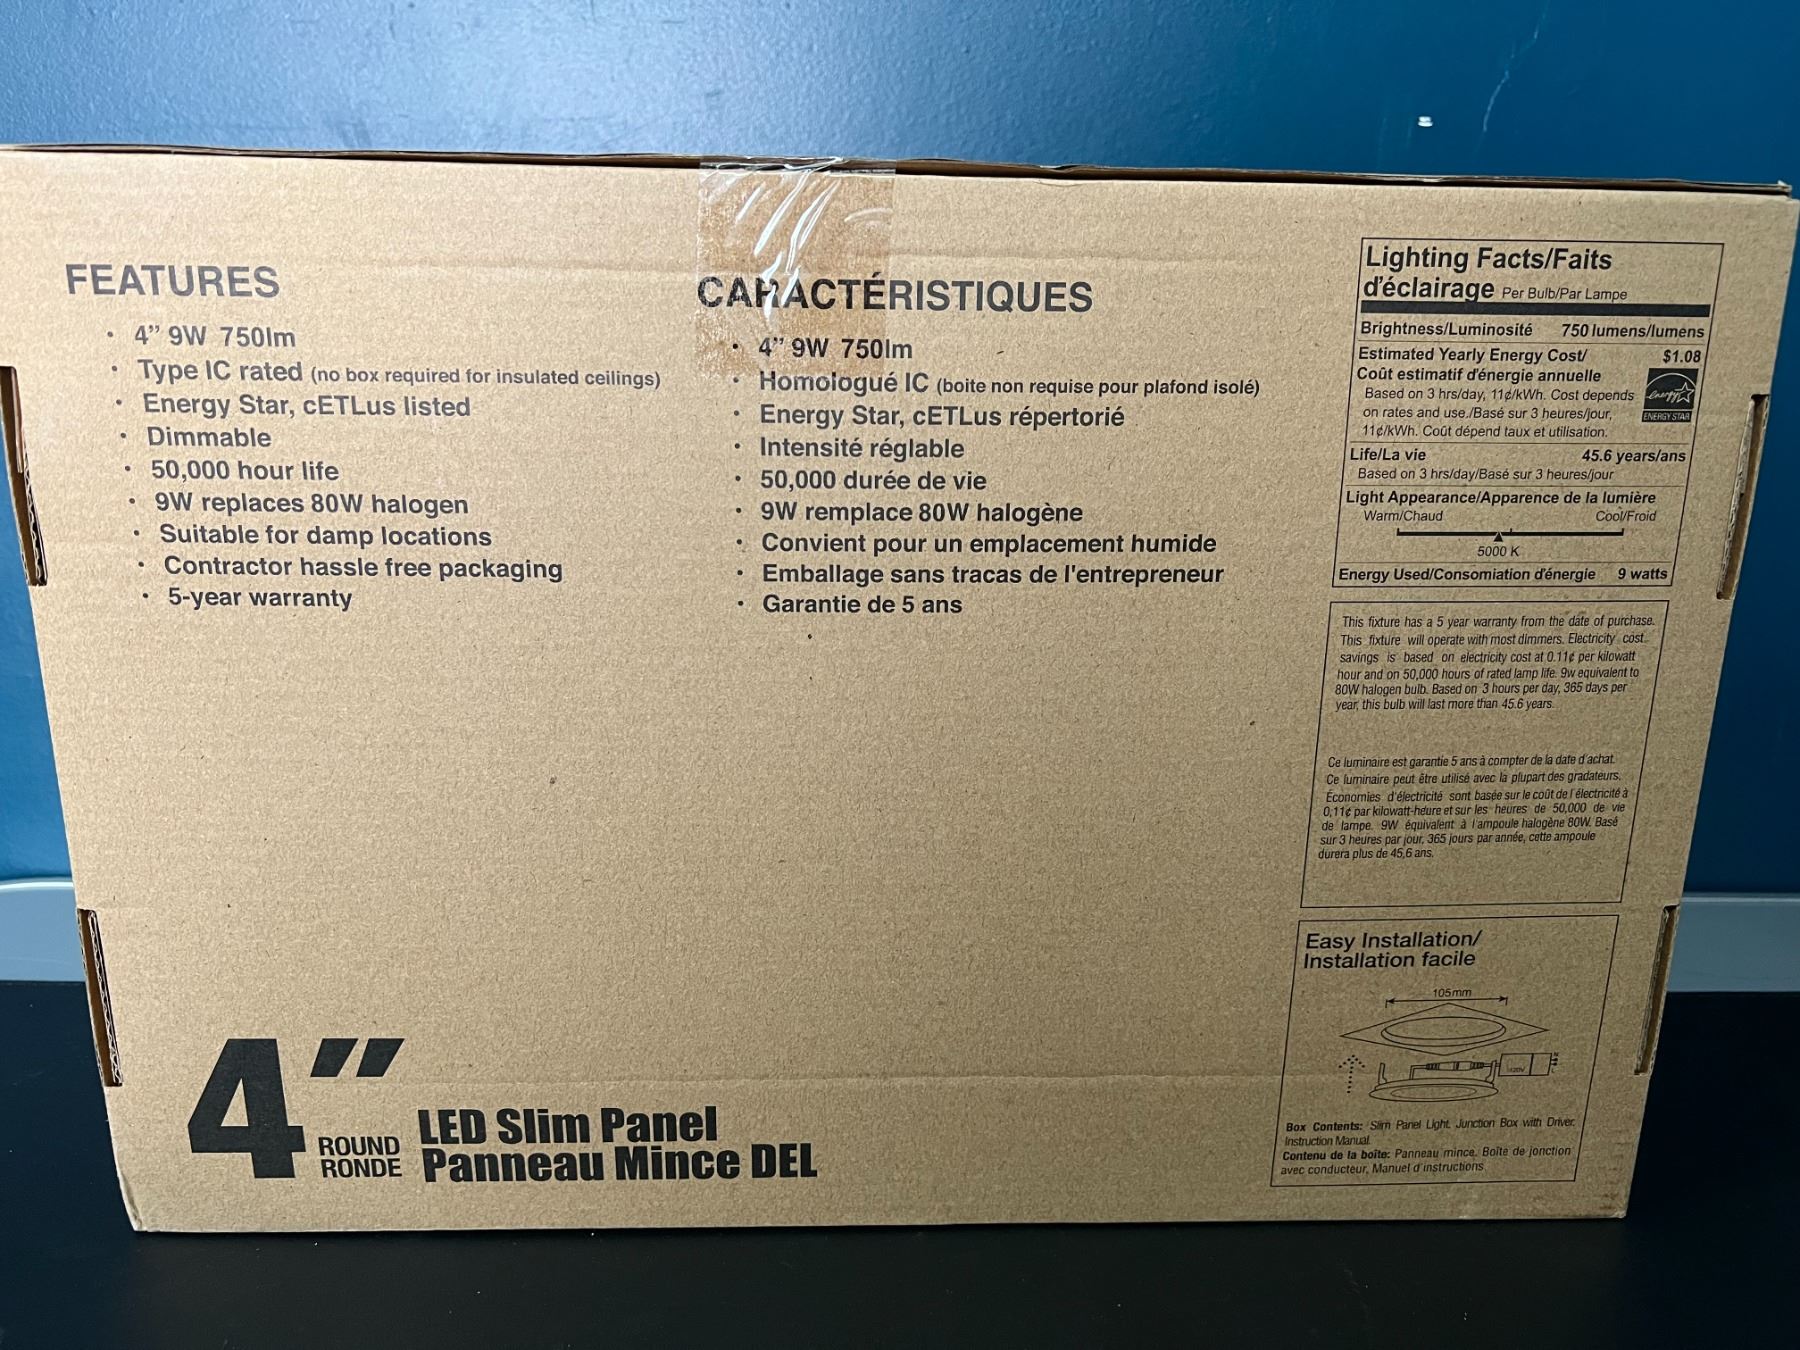 FEATURES
· 4” 9W 750lm
· Type IC rated (no box required for insulated ceilings)
· Energy Star, cETLus listed
· Dimmable
· 50,000 hour life
· 9W replaces 80W halogen
· Suitable for damp locations
· Contractor hassle free packaging
· 5-year warranty
CARACTÉRISTIQUES
· 4” 9W 750lm
· Homologué IC (boite non requise pour plafond isolé)
· Energy Star, cETLus répertorié
· Intensité réglable
· 50,000 durée de vie
· 9W remplace 80W halogène
· Convient pour un emplacement humide
· Emballage sans tracas de l'entrepreneur
· Garantie de 5 ans
Lighting Facts/Faits
d'éclairage Per Bulb/Par Lampe
Brightness/Luminosité 750 lumens/lumens
Estimated Yearly Energy Cost/ $1.08
Coût estimatif d'énergie annuelle
Based on 3 hrs/day, 11¢/kWh. Cost depends
on rates and use./Basé sur 3 heures/jour,
11¢/kWh. Coût dépend taux et utilisation.
energy
ENERGY STAR
Life/La vie 45.6 years/ans
Based on 3 hrs/day/Basé sur 3 heures/jour
Light Appearance/Apparence de la lumière
Warm/Chaud Cool/Froid
5000 K
Energy Used/Consomiation d'énergie 9 watts
This fixture has a 5 year warranty from the date of purchase.
This fixture will operate with most dimmers. Electricity cost
savings is based on electricity cost at 0.11¢ per kilowatt
hour and on 50,000 hours of rated lamp life. 9w equivalent to
80W halogen bulb. Based on 3 hours per day, 365 days per
year, this bulb will last more than 45.6 years.
Ce luminaire est garantie 5 ans à compter de la date d'achat.
Ce luminaire peut être utilisé avec la plupart des gradateurs.
Économies d'électricité sont basée sur le coût de l'électricité à
0,11¢ par kilowatt-heure et sur les heures de 50,000 de vie
de lampe. 9W équivalent à l'ampoule halogène 80W. Basé
sur 3 heures par jour, 365 jours par année, cette ampoule
durera plus de 45,6 ans.
Easy Installation/
Installation facile
105mm
120V
Box Contents: Slim Panel Light, Junction Box with Driver,
Instruction Manual.
Contenu de la boîte: Panneau mince, Boîte de jonction
avec conducteur, Manuel d'instructions
4” ROUND
RONDE
LED Slim Panel
Panneau Mince DEL